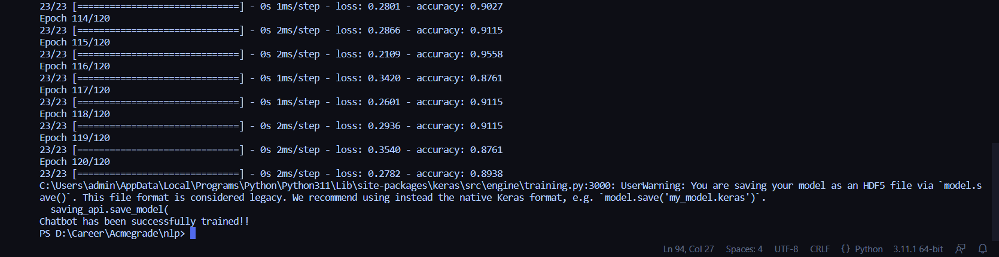 23/23 [==============================] - 0s 1ms/step - loss: 0.2801 - accuracy: 0.9027
Epoch 114/120
23/23 [==============================] - 0s 2ms/step - loss: 0.2866 - accuracy: 0.9115
Epoch 115/120
23/23 [==============================] - 0s 2ms/step - loss: 0.2109 - accuracy: 0.9558
Epoch 116/120
23/23 [==============================] - 0s 1ms/step - loss: 0.3420 - accuracy: 0.8761
Epoch 117/120
23/23 [==============================] - 0s 1ms/step - loss: 0.2601 - accuracy: 0.9115
Epoch 118/120
23/23 [==============================] - 0s 2ms/step - loss: 0.2936 - accuracy: 0.9115
Epoch 119/120
23/23 [==============================] - 0s 2ms/step - loss: 0.3540 - accuracy: 0.8761
Epoch 120/120
23/23 [==============================] - 0s 2ms/step - loss: 0.2782 - accuracy: 0.8938
C:\Users\admin\AppData\Local\Programs\Python\Python311\Lib\site-packages\keras\src\engine\training.py:3000: UserWarning: You are saving your model as an HDF5 file via `model.s
ave()`. This file format is considered legacy. We recommend using instead the native Keras format, e.g. `model.save('my_model.keras')`.
  saving_api.save_model(
Chatbot has been successfully trained!!
PS D:\Career\Acmegrade\nlp>
Ln 94, Col 27 Spaces: 4 UTF-8 CRLF {} Python 3.11.1 64-bit